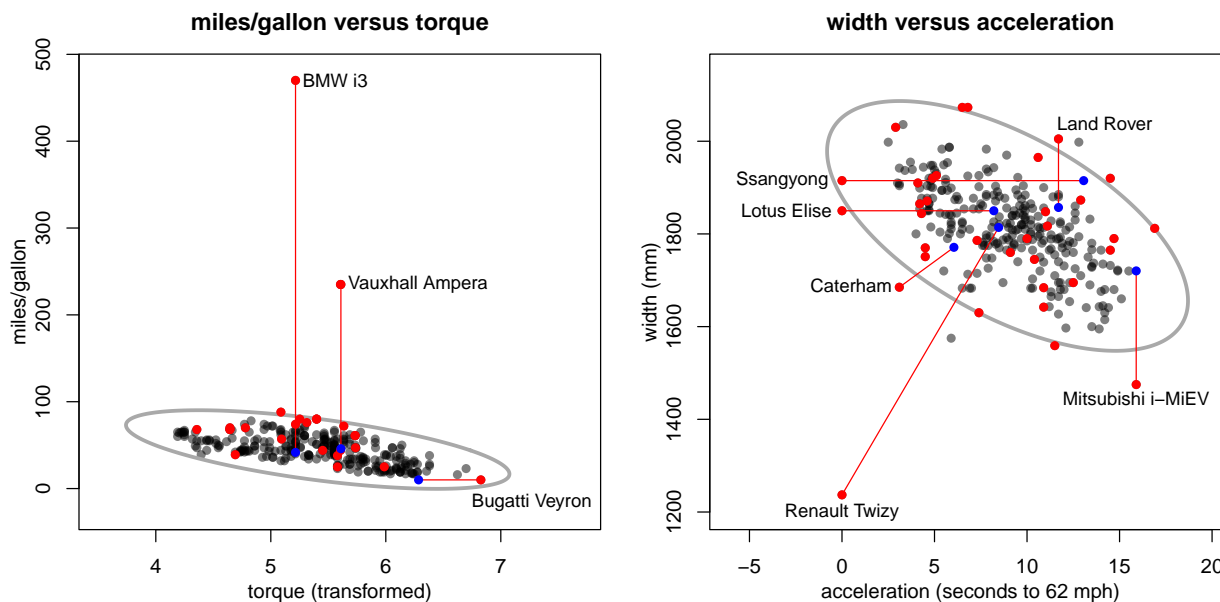 miles/gallon versus torque
500
400
300
200
100
0
miles/gallon
BMW i3
Vauxhall Ampera
Bugatti Veyron
4
5
6
7
torque (transformed)
width versus acceleration
2000
1800
1600
1400
1200
width (mm)
Land Rover
Ssangyong
Lotus Elise
Caterham
Mitsubishi i−MiEV
Renault Twizy
−5
0
5
10
15
20
acceleration (seconds to 62 mph)